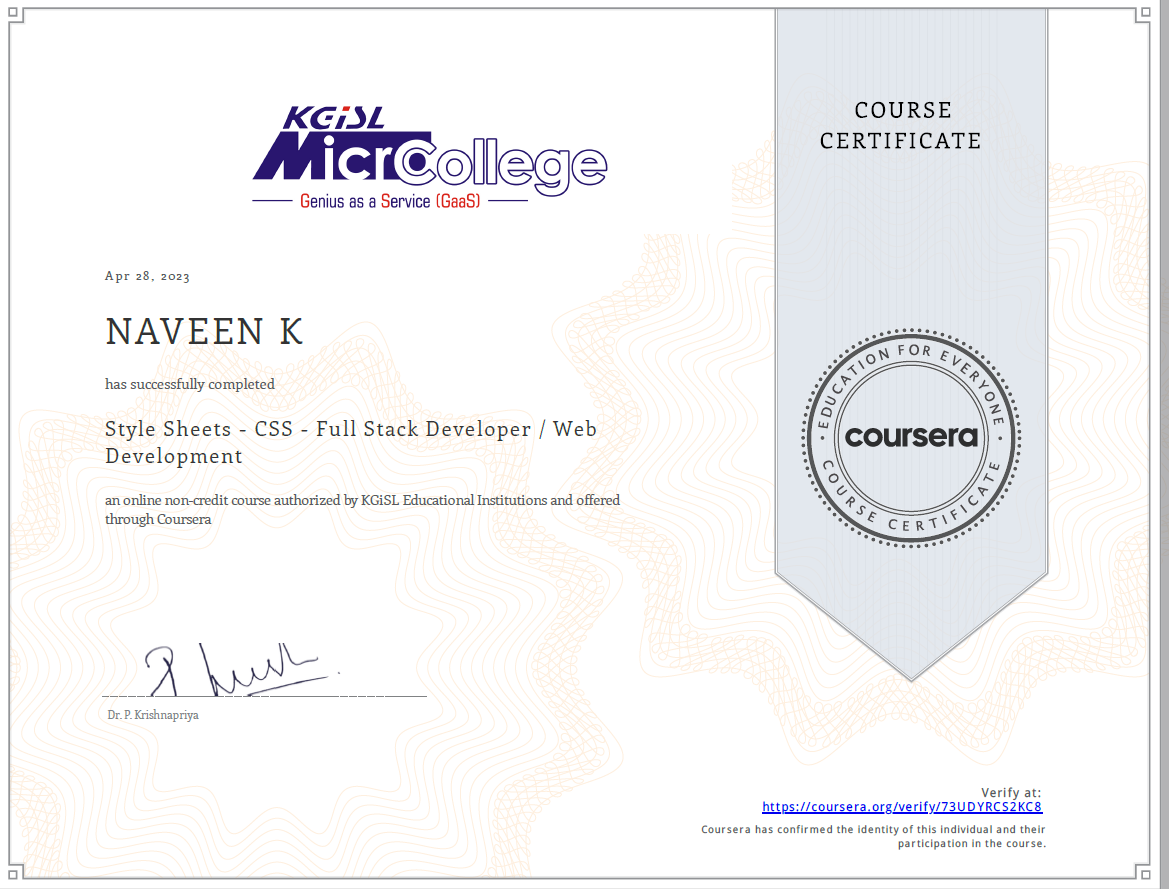 KGiSL
MicroCollege
Genius as a Service (GaaS)
COURSE
CERTIFICATE
Apr 28, 2023
NAVEEN K
has successfully completed
Style Sheets - CSS - Full Stack Developer / Web
Development
an online non-credit course authorized by KGiSL Educational Institutions and offered
through Coursera
EDUCATION FOR EVERYONE
coursera
COURSE CERTIFICATE
Dr. P. Krishnapriya
Verify at:
https://coursera.org/verify/73UDYRCS2KC8
Coursera has confirmed the identity of this individual and their
participation in the course.